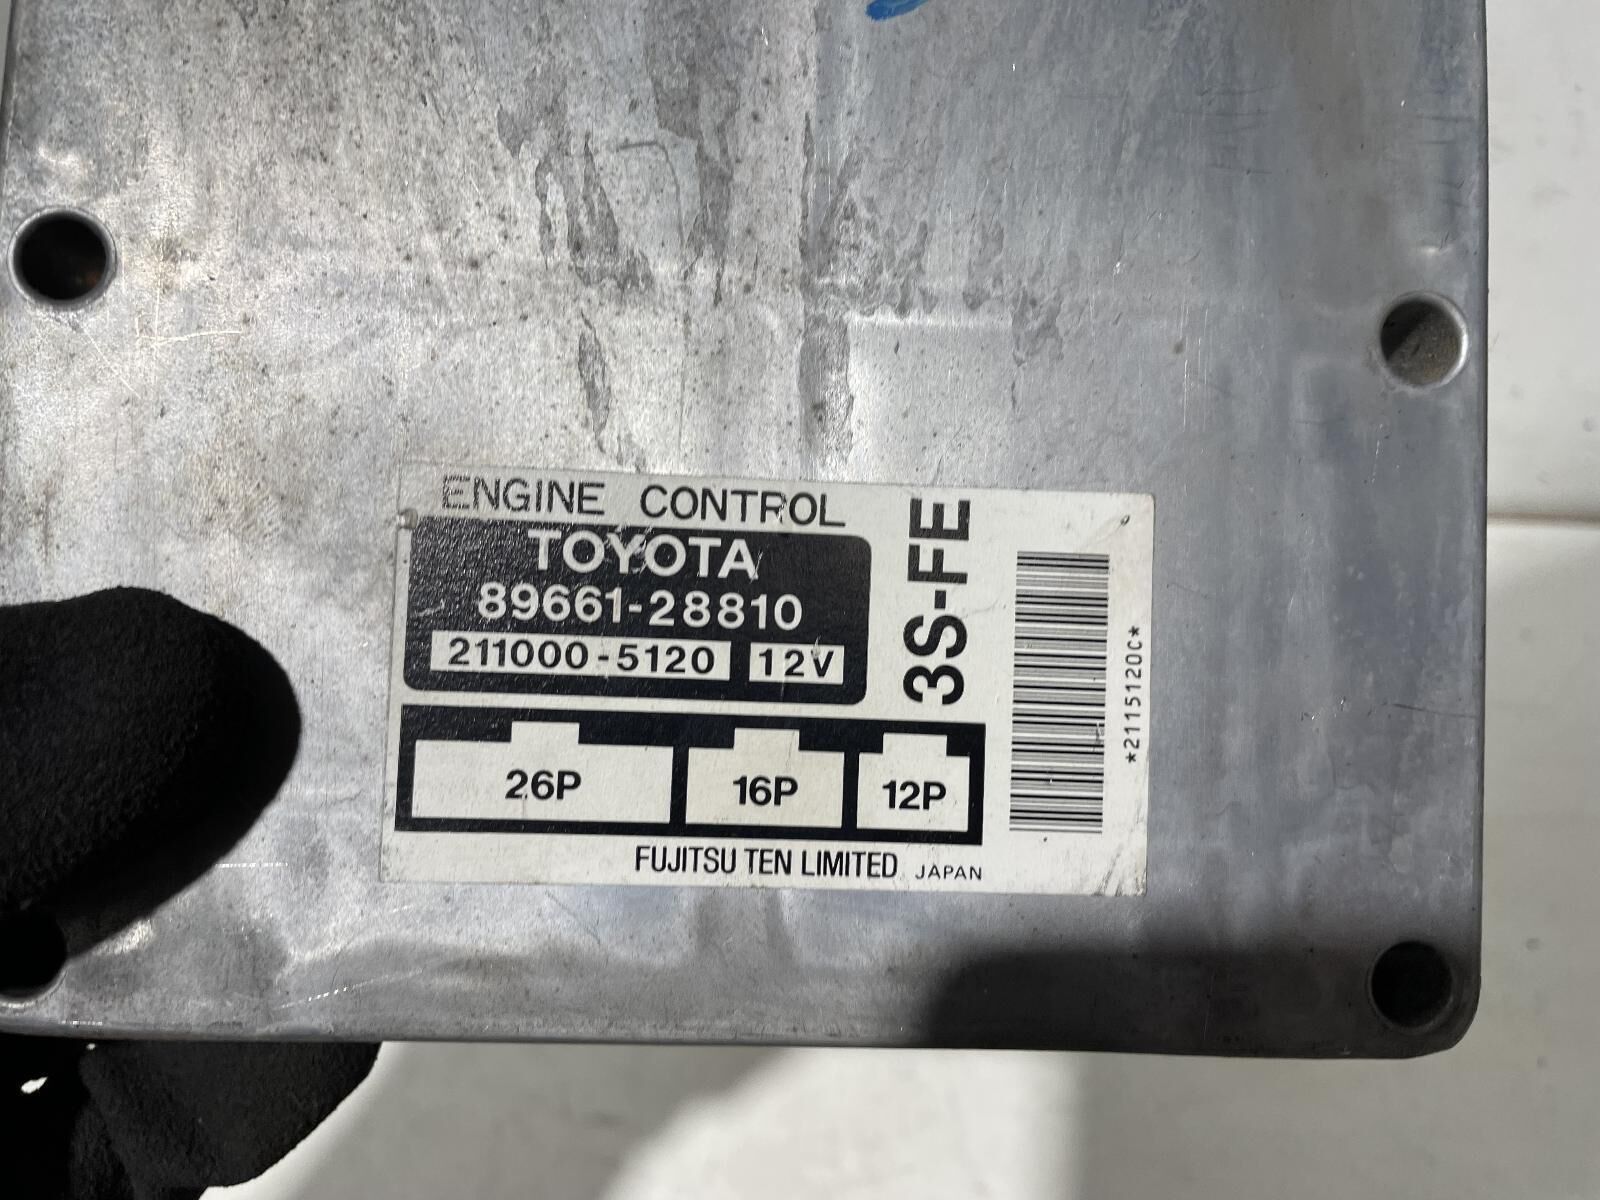 ENGINE CONTROL
TOYOTA
89661-28810
211000-5120 12V
3S-FE
26P 16P 12P
FUJITSU TEN LIMITED JAPAN
*2115120C*